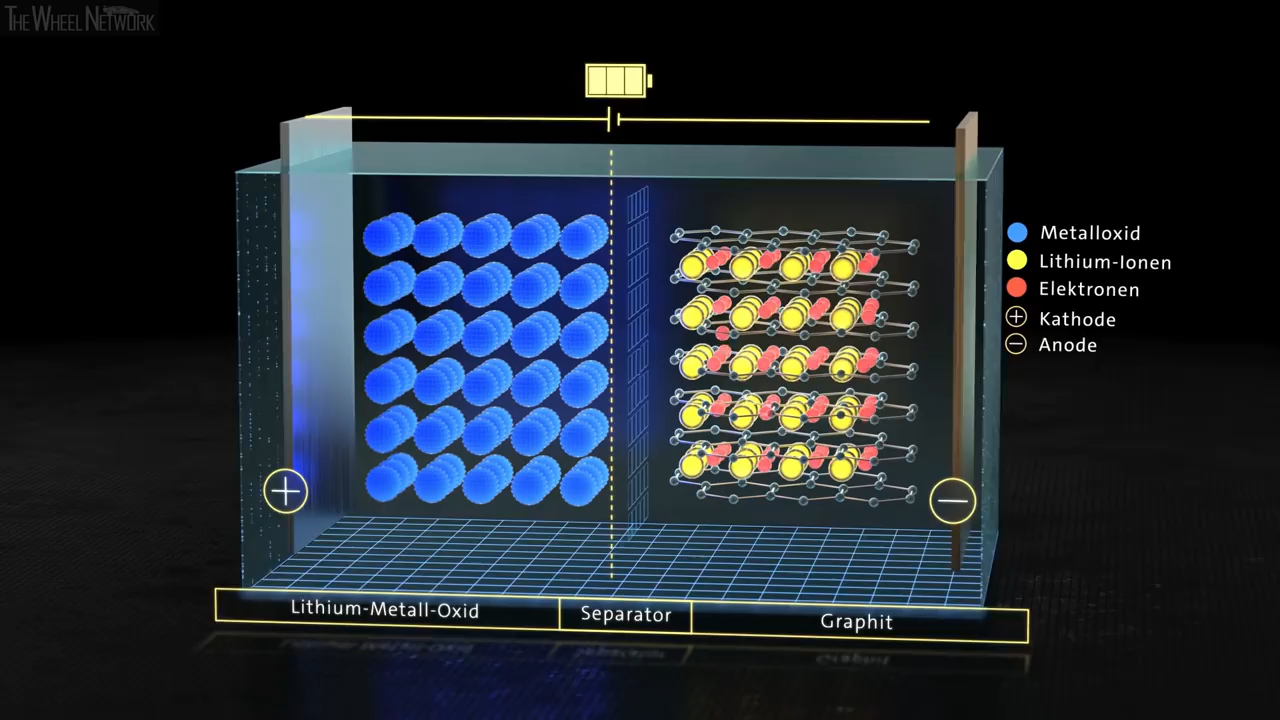 THE WHEEL NETWORK
Metalloxid
Lithium-Ionen
Elektronen
+ Kathode
− Anode
+
−
Lithium-Metall-Oxid
Separator
Graphit